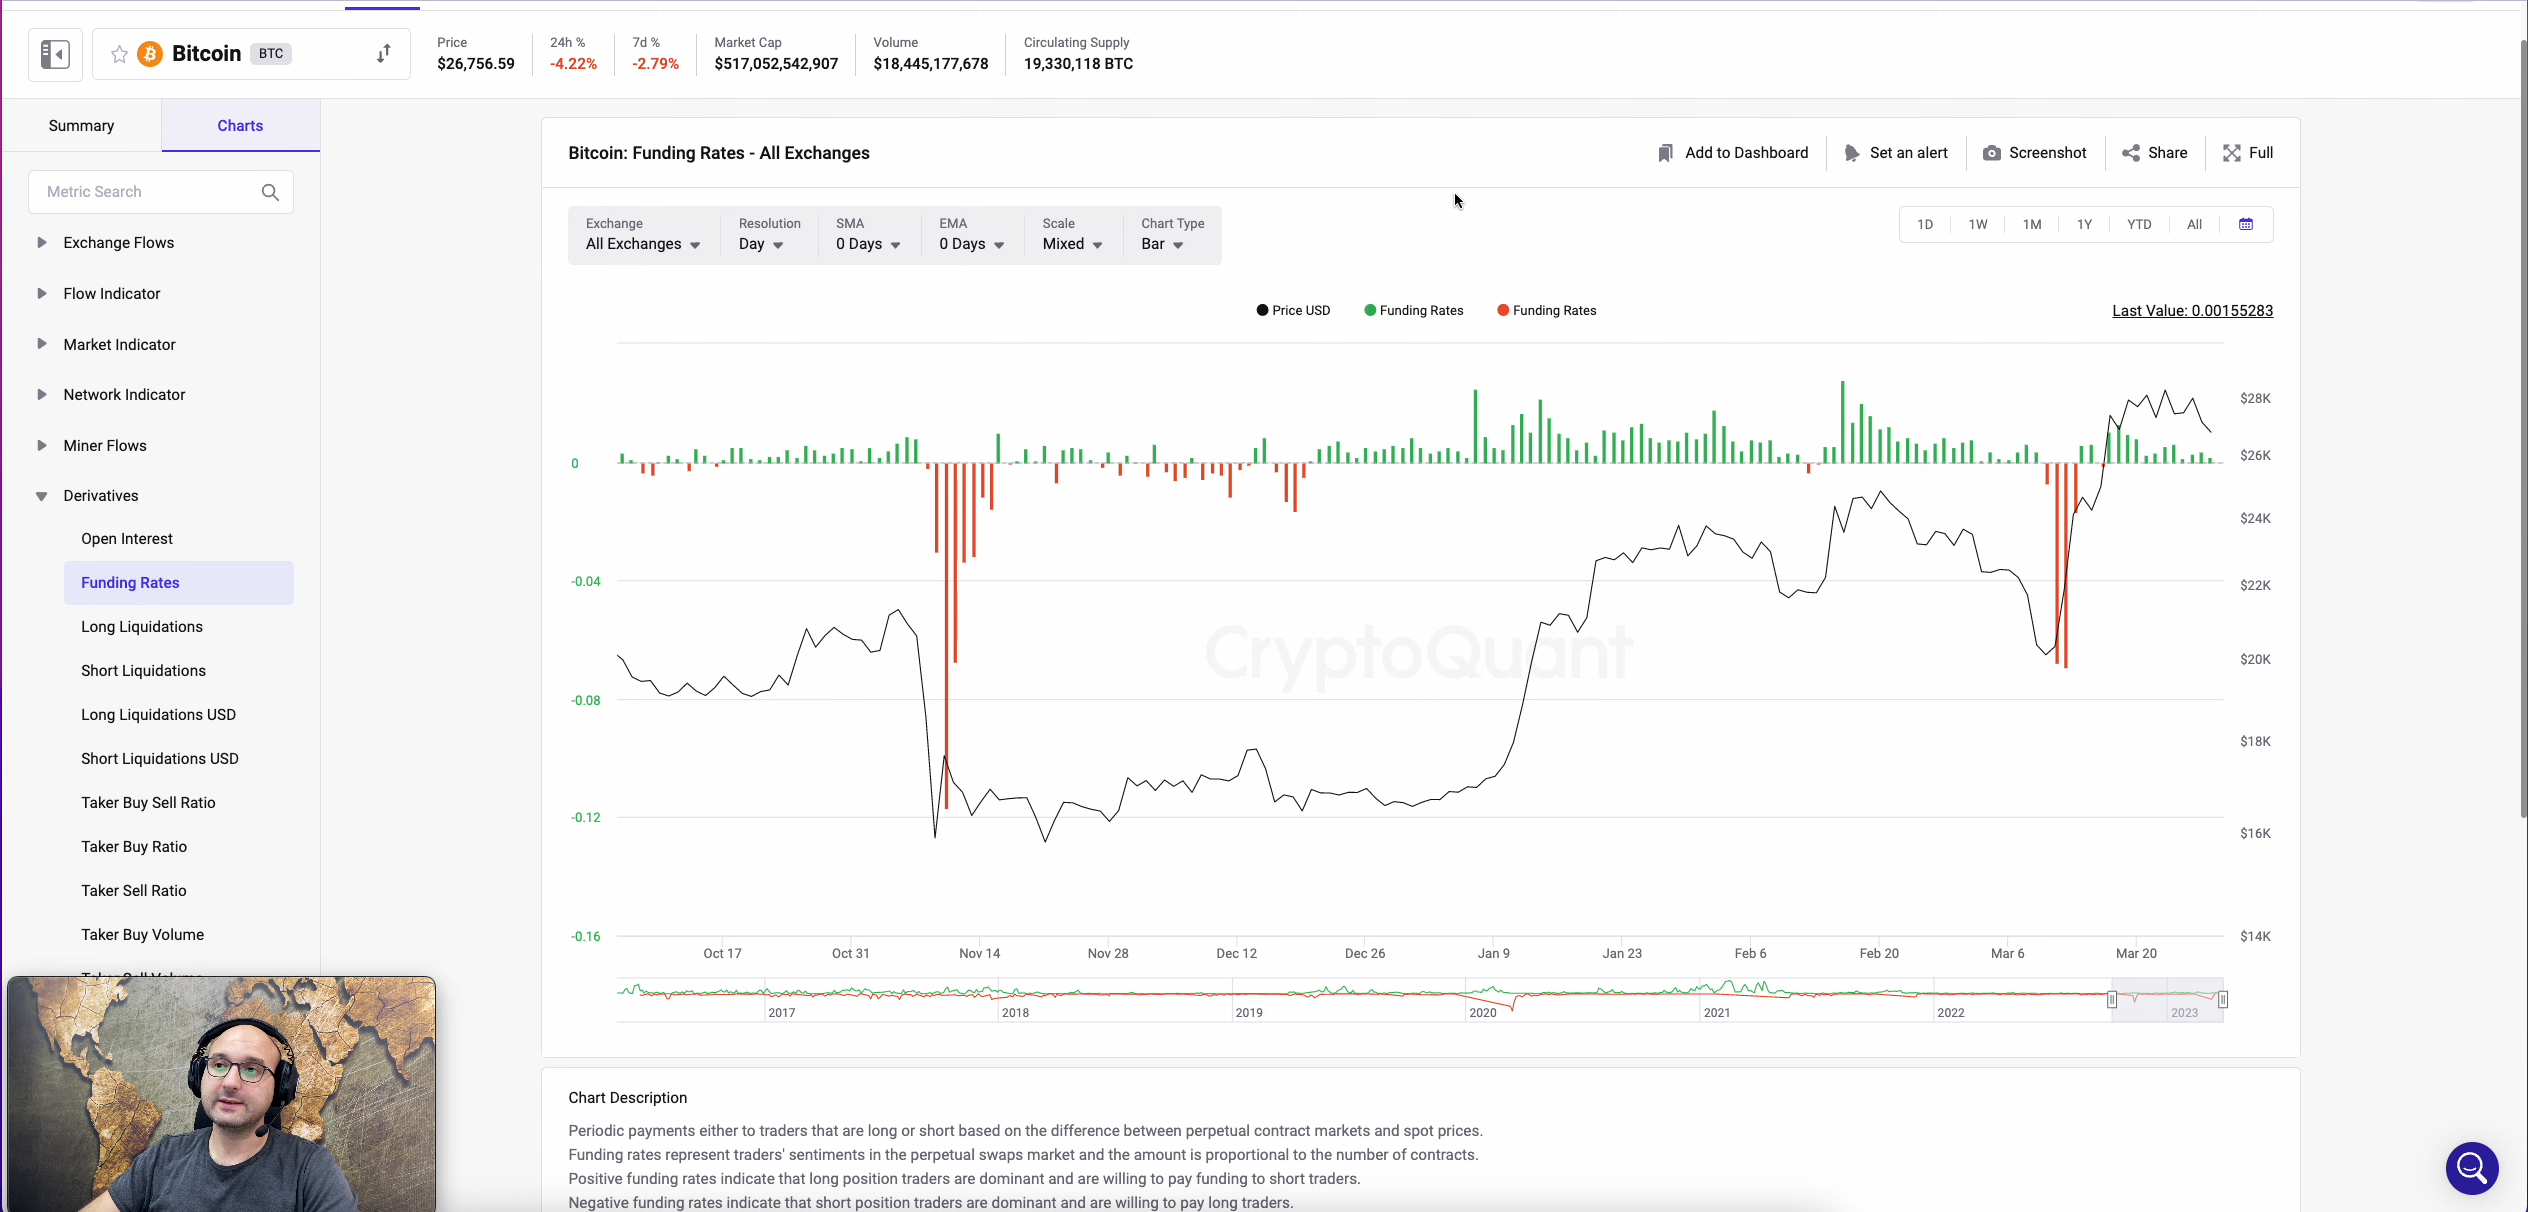 Bitcoin BTC
Price
$26,756.59
24h %
-4.22%
7d %
-2.79%
Market Cap
$517,052,542,907
Volume
$18,445,177,678
Circulating Supply
19,330,118 BTC
Summary
Charts
Metric Search
Exchange Flows
Flow Indicator
Market Indicator
Network Indicator
Miner Flows
Derivatives
Open Interest
Funding Rates
Long Liquidations
Short Liquidations
Long Liquidations USD
Short Liquidations USD
Taker Buy Sell Ratio
Taker Buy Ratio
Taker Sell Ratio
Taker Buy Volume
Taker Sell Volume
Bitcoin: Funding Rates - All Exchanges
Add to Dashboard
Set an alert
Screenshot
Share
Full
Exchange
All Exchanges
Resolution
Day
SMA
0 Days
EMA
0 Days
Scale
Mixed
Chart Type
Bar
1D 1W 1M 1Y YTD All
Price USD Funding Rates Funding Rates
Last Value: 0.00155283
0
-0.04
-0.08
-0.12
-0.16
$28K
$26K
$24K
$22K
$20K
$18K
$16K
$14K
CryptoQuant
Oct 17 Oct 31 Nov 14 Nov 28 Dec 12 Dec 26 Jan 9 Jan 23 Feb 6 Feb 20 Mar 6 Mar 20
2017 2018 2019 2020 2021 2022 2023
Chart Description
Periodic payments either to traders that are long or short based on the difference between perpetual contract markets and spot prices.
Funding rates represent traders' sentiments in the perpetual swaps market and the amount is proportional to the number of contracts.
Positive funding rates indicate that long position traders are dominant and are willing to pay funding to short traders.
Negative funding rates indicate that short position traders are dominant and are willing to pay long traders.